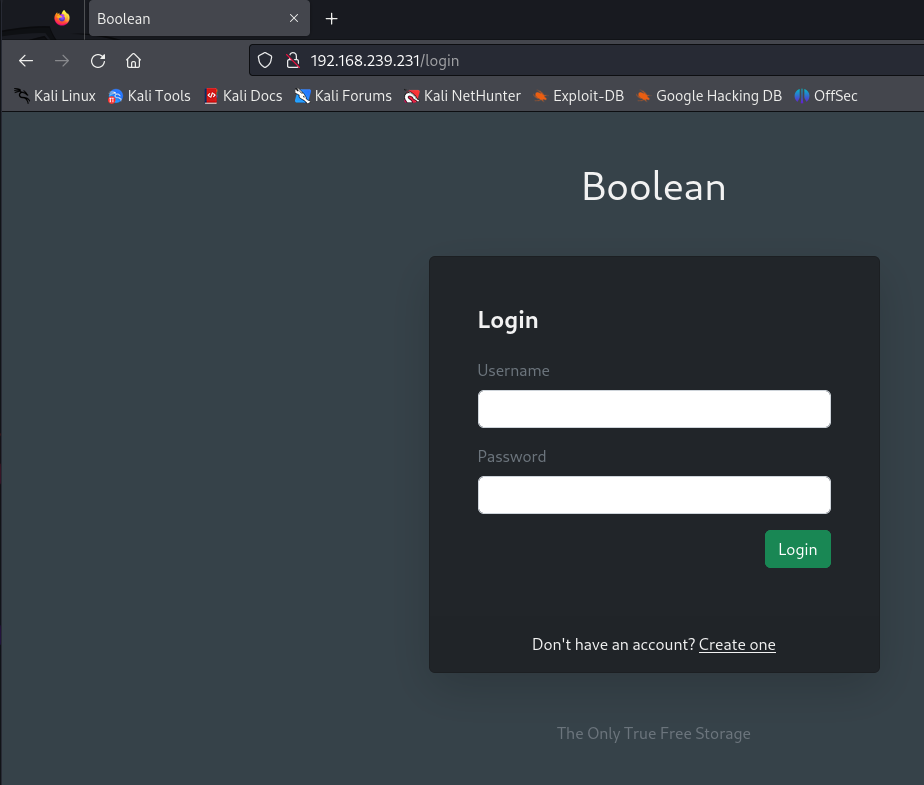 Boolean
192.168.239.231/login
Kali Linux Kali Tools Kali Docs Kali Forums Kali NetHunter Exploit-DB Google Hacking DB OffSec
Boolean
Login
Username
Password
Login
Don't have an account? Create one
The Only True Free Storage